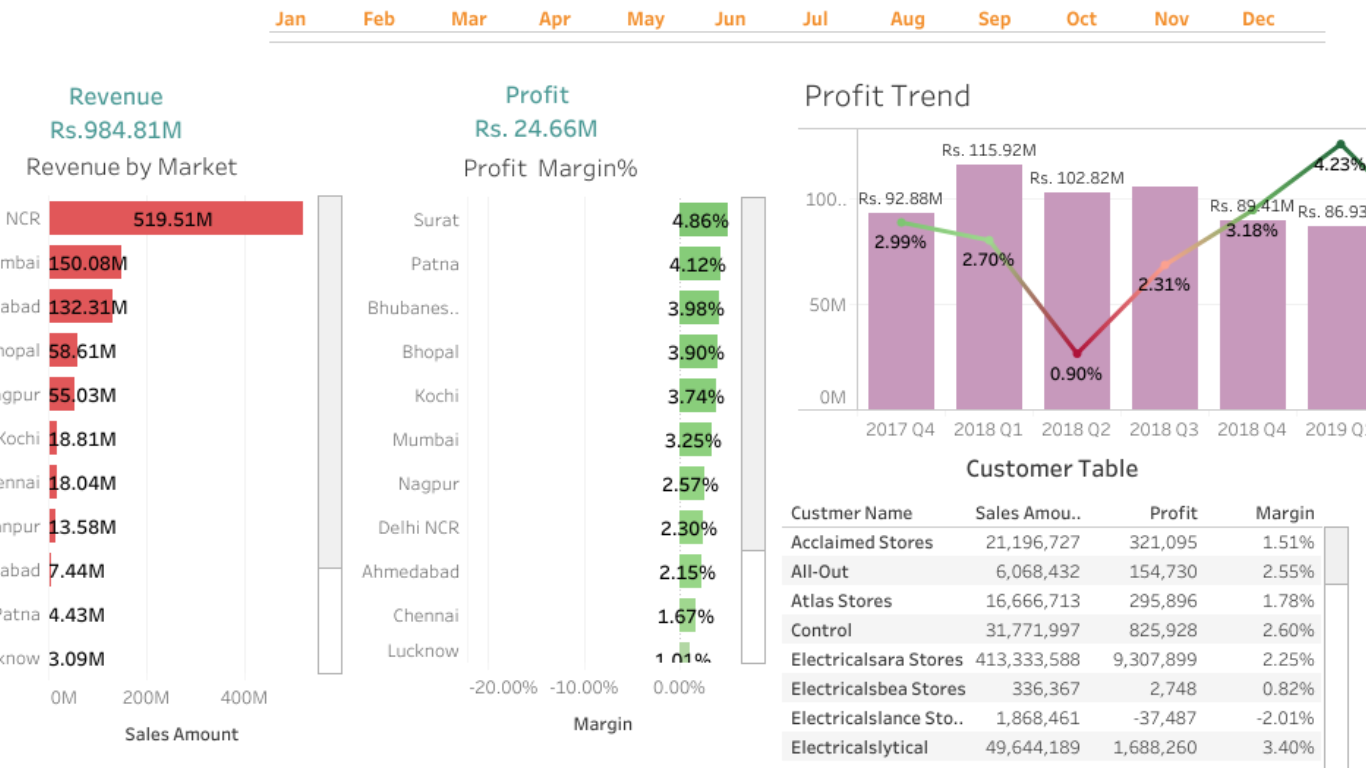 Jan Feb Mar Apr May Jun Jul Aug Sep Oct Nov Dec
Revenue
Rs.984.81M
Revenue by Market
NCR 519.51M
mbai 150.08M
abad 132.31M
hopal 58.61M
gpur 55.03M
Kochi 18.81M
ennai 18.04M
npur 13.58M
abad 7.44M
Patna 4.43M
know 3.09M
0M 200M 400M
Sales Amount
Profit
Rs. 24.66M
Profit Margin%
Surat 4.86%
Patna 4.12%
Bhubanes.. 3.98%
Bhopal 3.90%
Kochi 3.74%
Mumbai 3.25%
Nagpur 2.57%
Delhi NCR 2.30%
Ahmedabad 2.15%
Chennai 1.67%
Lucknow 1.01%
-20.00% -10.00% 0.00%
Margin
Profit Trend
Rs. 115.92M
Rs. 102.82M
100.. Rs. 92.88M Rs. 89.41M Rs. 86.93
4.23%
2.99% 3.18%
2.70%
2.31%
50M
0.90%
0M
2017 Q4 2018 Q1 2018 Q2 2018 Q3 2018 Q4 2019 Q
Customer Table
Custmer Name Sales Amou.. Profit Margin
Acclaimed Stores 21,196,727 321,095 1.51%
All-Out 6,068,432 154,730 2.55%
Atlas Stores 16,666,713 295,896 1.78%
Control 31,771,997 825,928 2.60%
Electricalsara Stores 413,333,588 9,307,899 2.25%
Electricalsbea Stores 336,367 2,748 0.82%
Electricalslance Sto.. 1,868,461 -37,487 -2.01%
Electricalslytical 49,644,189 1,688,260 3.40%